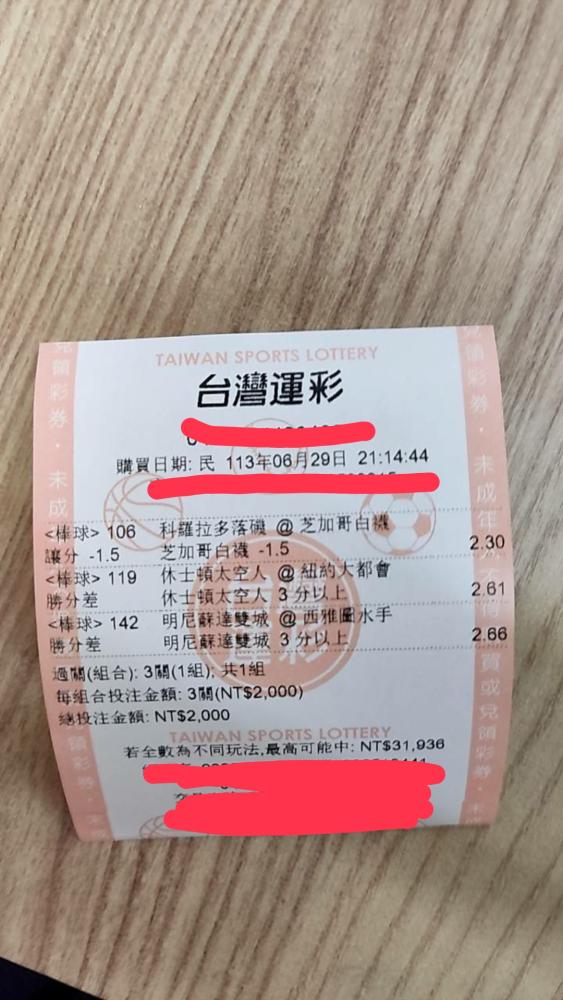 TAIWAN SPORTS LOTTERY
台灣運彩
購買日期: 民 113年06月29日 21:14:44
<棒球> 106 科羅拉多落磯 @ 芝加哥白襪
讓分 -1.5 芝加哥白襪 -1.5 2.30
<棒球> 119 休士頓太空人 @ 紐約大都會
勝分差 休士頓太空人 3 分以上 2.61
<棒球> 142 明尼蘇達雙城 @ 西雅圖水手
勝分差 明尼蘇達雙城 3 分以上 2.66
過關(組合): 3關(1組); 共1組
每組合投注金額: 3關(NT$2,000)
總投注金額: NT$2,000
TAIWAN SPORTS LOTTERY
若全數為不同玩法,最高可能中: NT$31,936